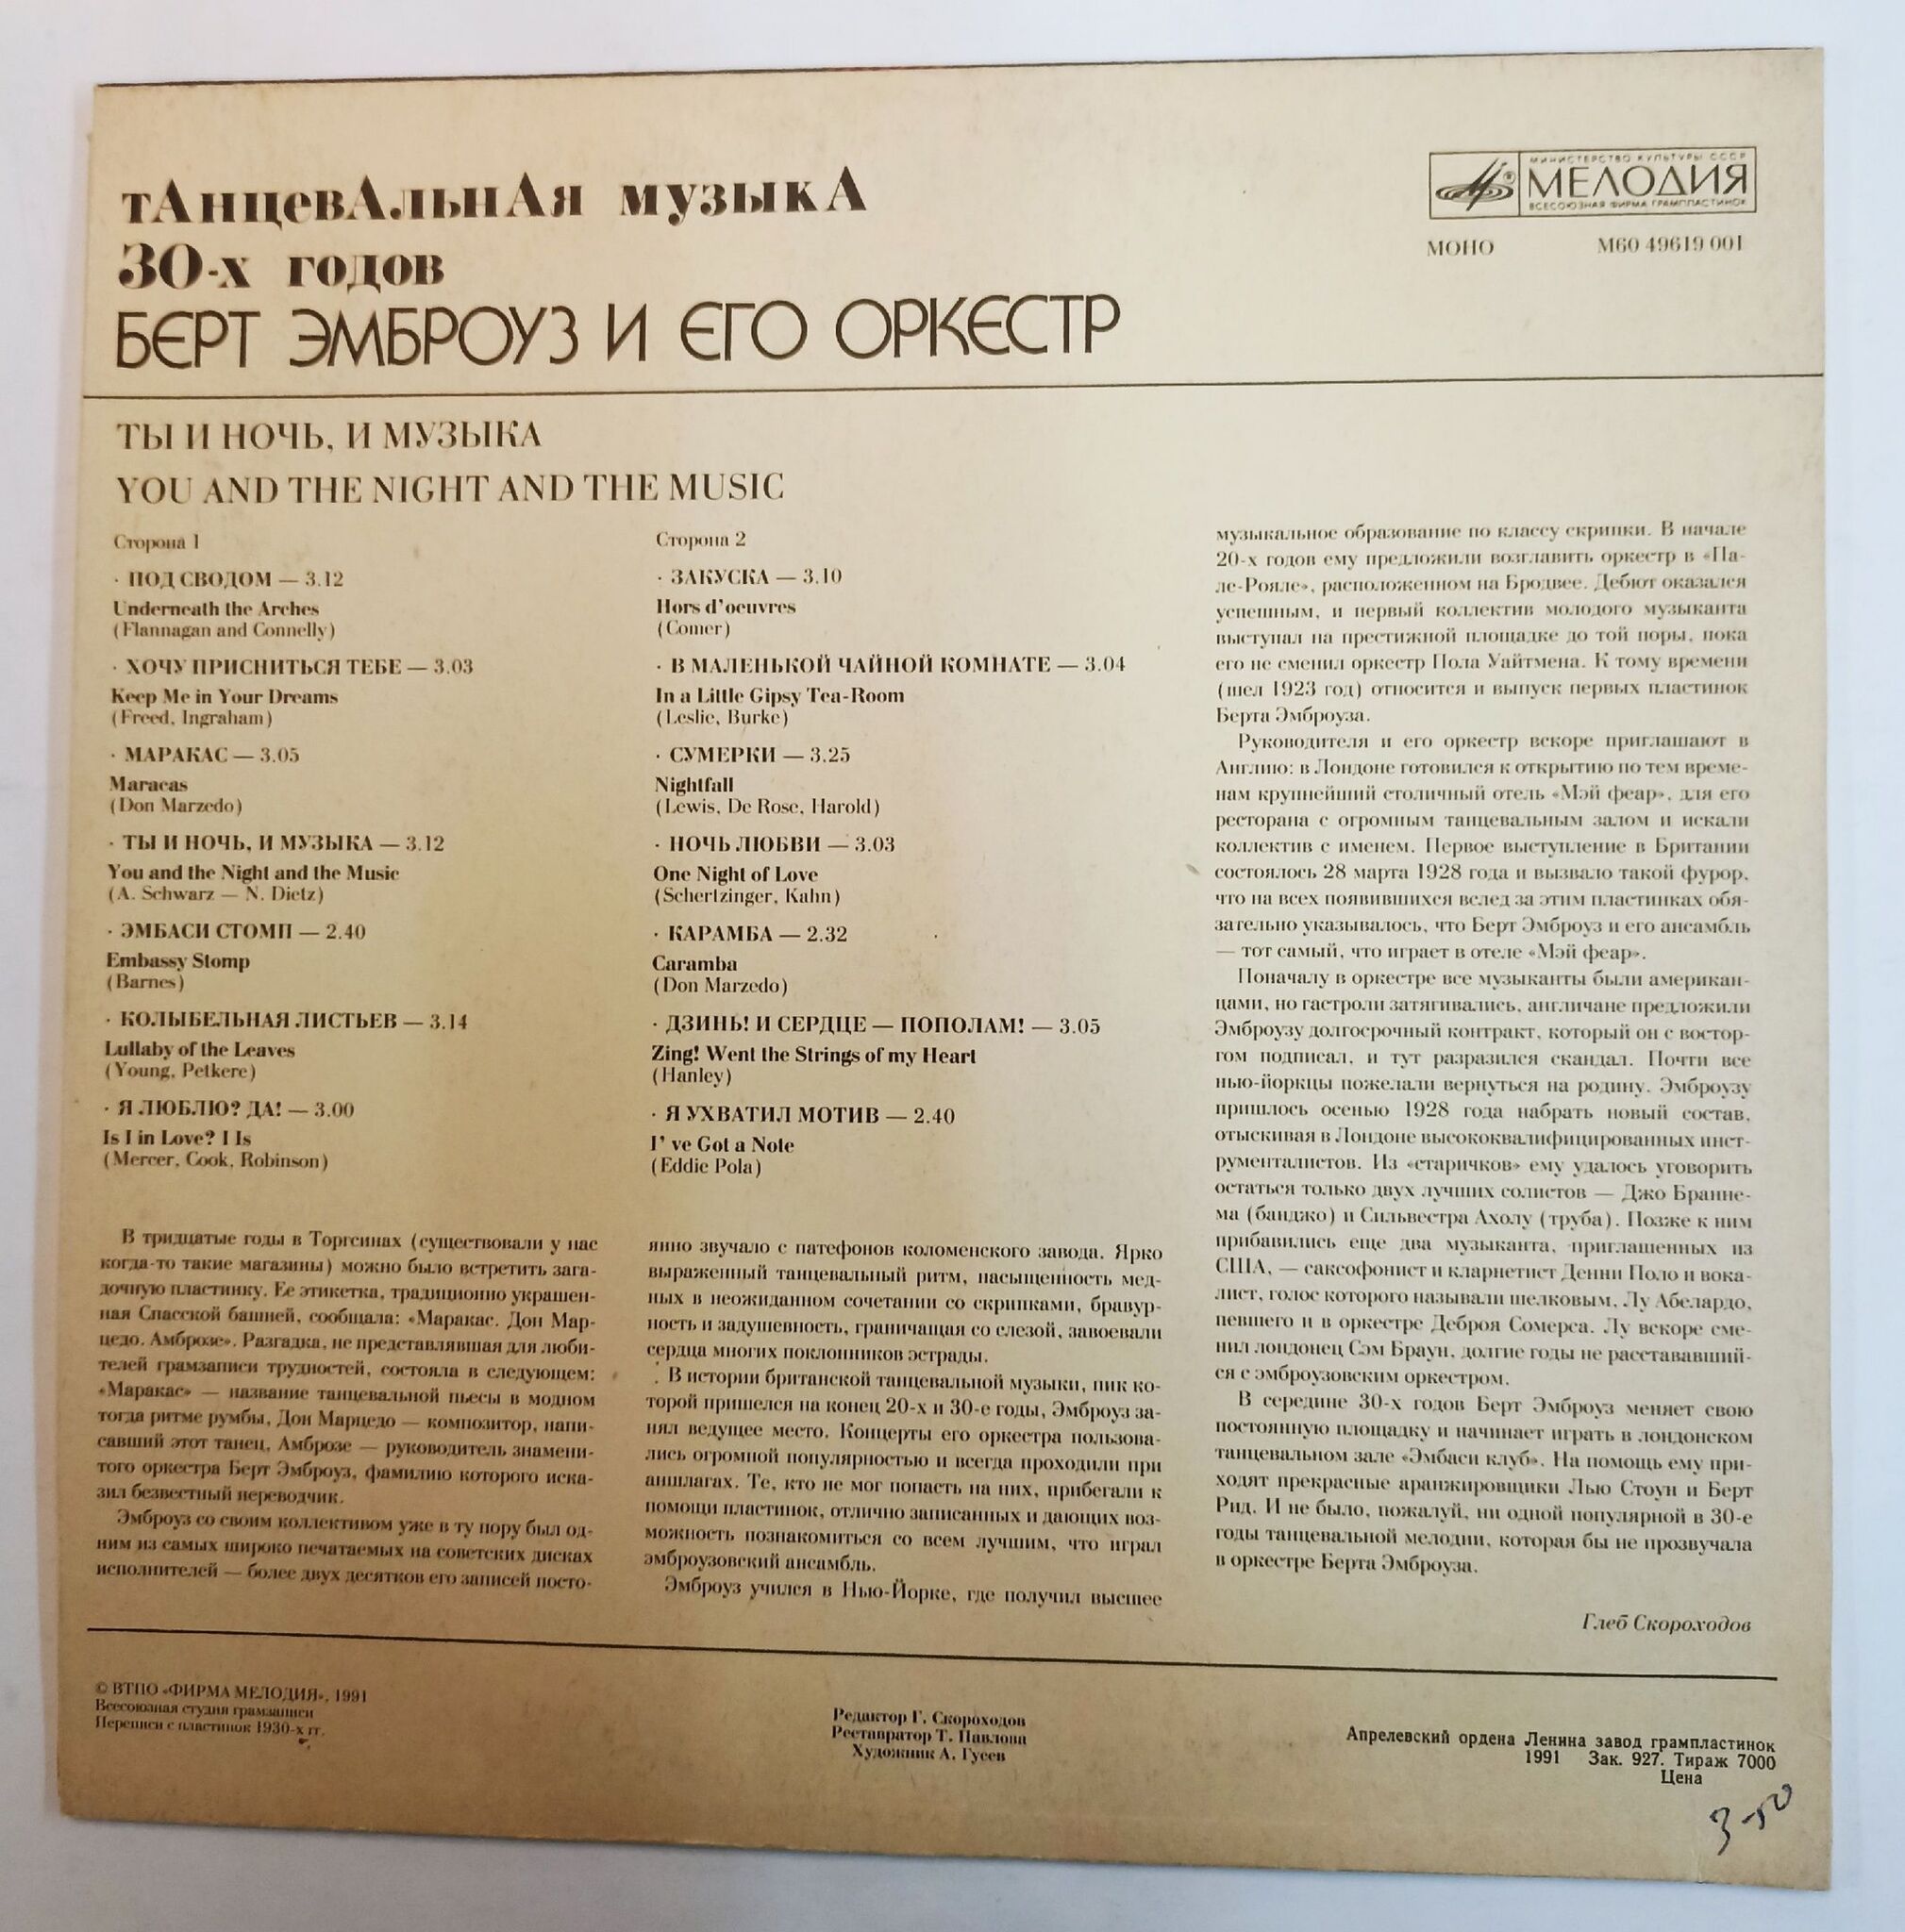 тАнцевАльнАя музыкА
30-х годов
БЕРТ ЭМБРОУЗ И ЕГО ОРКЕСТР
МИНИСТЕРСТВО КУЛЬТУРЫ СССР
МЕЛОДИЯ
ВСЕСОЮЗНАЯ ФИРМА ГРАМПЛАСТИНОК
МОНО М60 49619 001
ТЫ И НОЧЬ, И МУЗЫКА
YOU AND THE NIGHT AND THE MUSIC
Сторона 1
· ПОД СВОДОМ — 3.12
Underneath the Arches
(Flannagan and Connelly)
· ХОЧУ ПРИСНИТЬСЯ ТЕБЕ — 3.03
Keep Me in Your Dreams
(Freed, Ingraham)
· МАРАКАС — 3.05
Maracas
(Don Marzedo)
· ТЫ И НОЧЬ, И МУЗЫКА — 3.12
You and the Night and the Music
(A. Schwarz — N. Dietz)
· ЭМБАСИ СТОМП — 2.40
Embassy Stomp
(Barnes)
· КОЛЫБЕЛЬНАЯ ЛИСТЬЕВ — 3.14
Lullaby of the Leaves
(Young, Petkere)
· Я ЛЮБЛЮ? ДА! — 3.00
Is I in Love? I Is
(Mercer, Cook, Robinson)
Сторона 2
· ЗАКУСКА — 3.10
Hors d'oeuvres
(Comer)
· В МАЛЕНЬКОЙ ЧАЙНОЙ КОМНАТЕ — 3.04
In a Little Gipsy Tea-Room
(Leslie, Burke)
· СУМЕРКИ — 3.25
Nightfall
(Lewis, De Rose, Harold)
· НОЧЬ ЛЮБВИ — 3.03
One Night of Love
(Schertzinger, Kahn)
· КАРАМБА — 2.32
Caramba
(Don Marzedo)
· ДЗИНЬ! И СЕРДЦЕ — ПОПОЛАМ! — 3.05
Zing! Went the Strings of my Heart
(Hanley)
· Я УХВАТИЛ МОТИВ — 2.40
I' ve Got a Note
(Eddie Pola)
В тридцатые годы в Торгсинах (существовали у нас
когда-то такие магазины) можно было встретить зага-
дочную пластинку. Ее этикетка, традиционно украшен-
ная Спасской башней, сообщала: «Маракас. Дон Мар-
цедо. Амброзе». Разгадка, не представлявшая для люби-
телей грамзаписи трудностей, состояла в следующем:
«Маракас» — название танцевальной пьесы в модном
тогда ритме румбы, Дон Марцедо — композитор, напи-
савший этот танец, Амброзе — руководитель знамени-
того оркестра Берт Эмброуз, фамилию которого иска-
зил безвестный переводчик.
Эмброуз со своим коллективом уже в ту пору был од-
ним из самых широко печатаемых на советских дисках
исполнителей — более двух десятков его записей посто-
янно звучало с патефонов коломенского завода. Ярко
выраженный танцевальный ритм, насыщенность мед-
ных в неожиданном сочетании со скрипками, бравур-
ность и задушевность, граничащая со слезой, завоевали
сердца многих поклонников эстрады.
В истории британской танцевальной музыки, пик ко-
торой пришелся на конец 20-х и 30-е годы, Эмброуз за-
нял ведущее место. Концерты его оркестра пользова-
лись огромной популярностью и всегда проходили при
аншлагах. Те, кто не мог попасть на них, прибегали к
помощи пластинок, отлично записанных и дающих воз-
можность познакомиться со всем лучшим, что играл
эмброузовский ансамбль.
Эмброуз учился в Нью-Йорке, где получил высшее
музыкальное образование по классу скрипки. В начале
20-х годов ему предложили возглавить оркестр в «Па-
ле-Рояле», расположенном на Бродвее. Дебют оказался
успешным, и первый коллектив молодого музыканта
выступал на престижной площадке до той поры, пока
его не сменил оркестр Пола Уайтмена. К тому времени
(шел 1923 год) относится и выпуск первых пластинок
Берта Эмброуза.
Руководителя и его оркестр вскоре приглашают в
Англию: в Лондоне готовился к открытию по тем време-
нам крупнейший столичный отель «Мэй феар», для его
ресторана с огромным танцевальным залом и искали
коллектив с именем. Первое выступление в Британии
состоялось 28 марта 1928 года и вызвало такой фурор,
что на всех появившихся вслед за этим пластинках обя-
зательно указывалось, что Берт Эмброуз и его ансамбль
— тот самый, что играет в отеле «Мэй феар».
Поначалу в оркестре все музыканты были американ-
цами, но гастроли затягивались, англичане предложили
Эмброузу долгосрочный контракт, который он с востор-
гом подписал, и тут разразился скандал. Почти все
нью-йоркцы пожелали вернуться на родину. Эмброузу
пришлось осенью 1928 года набрать новый состав,
отыскивая в Лондоне высококвалифицированных инст-
рументалистов. Из «старичков» ему удалось уговорить
остаться только двух лучших солистов — Джо Бранне-
ма (банджо) и Сильвестра Ахолу (труба). Позже к ним
прибавились еще два музыканта, приглашенных из
США, — саксофонист и кларнетист Денни Поло и вока-
лист, голос которого называли шелковым, Лу Абелардо,
певшего и в оркестре Деброя Сомерса. Лу вскоре сме-
нил лондонец Сэм Браун, долгие годы не расстававший-
ся с эмброузовским оркестром.
В середине 30-х годов Берт Эмброуз меняет свою
постоянную площадку и начинает играть в лондонском
танцевальном зале «Эмбаси клуб». На помощь ему при-
ходят прекрасные аранжировщики Лью Стоун и Берт
Рид. И не было, пожалуй, ни одной популярной в 30-е
годы танцевальной мелодии, которая бы не прозвучала
в оркестре Берта Эмброуза.
Глеб Скороходов
© ВТПО «ФИРМА МЕЛОДИЯ», 1991
Всесоюзная студия грамзаписи
Переписи с пластинок 1930-х гг.
Редактор Г. Скороходов
Реставратор Т. Павлова
Художник А. Гусев
Апрелевский ордена Ленина завод грампластинок
1991 Зак. 927. Тираж 7000
Цена
3-50